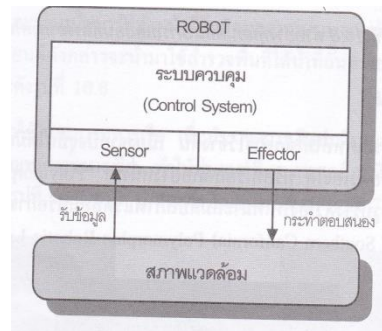 ROBOT
ระบบควบคุม
(Control System)
Sensor
Effector
รับข้อมูล
กระทำตอบสนอง
สภาพแวดล้อม